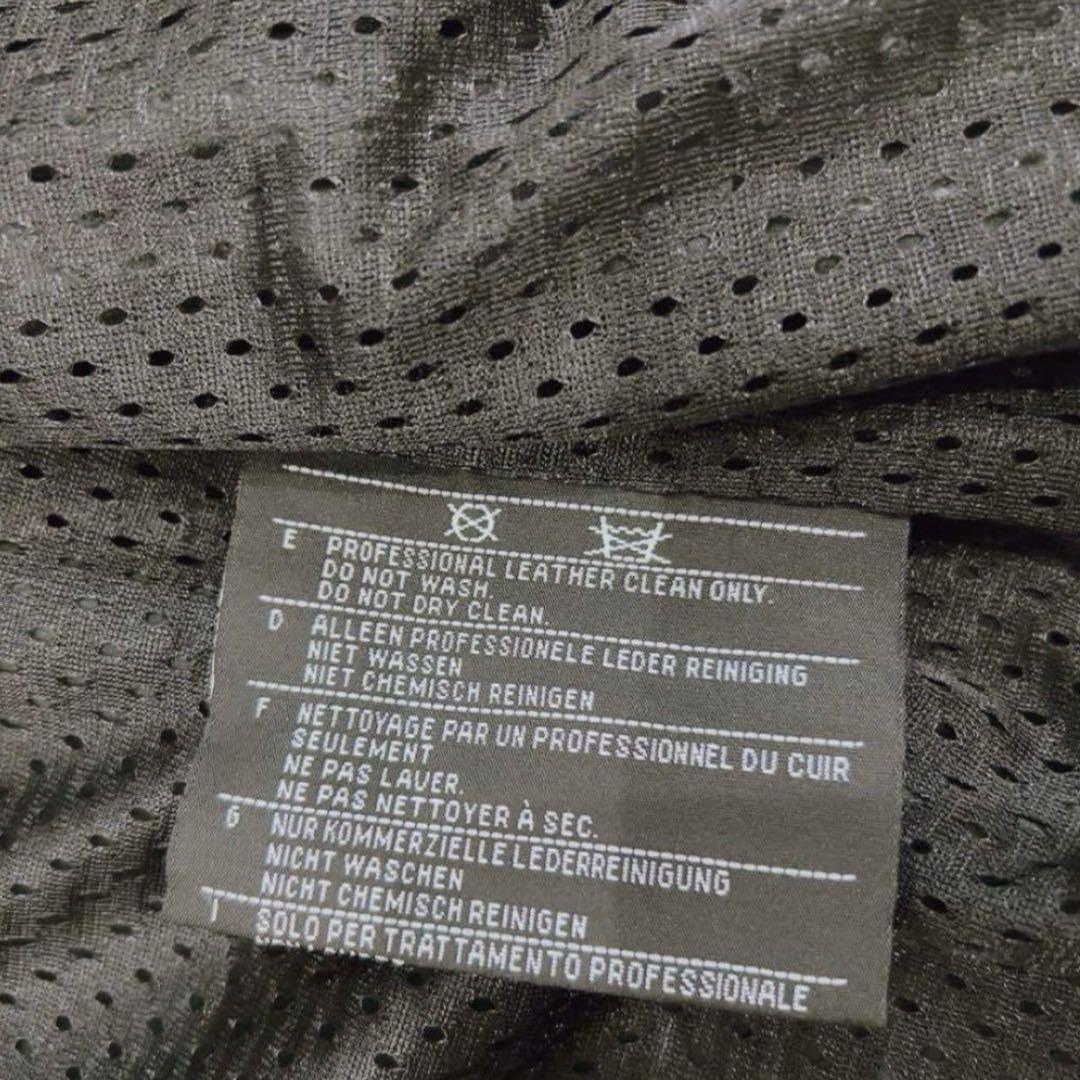 E PROFESSIONAL LEATHER CLEAN ONLY.
DO NOT WASH.
DO NOT DRY CLEAN.
D ALLEEN PROFESSIONELE LEDER REINIGING
NIET WASSEN
NIET CHEMISCH REINIGEN
F NETTOYAGE PAR UN PROFESSIONNEL DU CUIR
SEULEMENT
NE PAS LAUER.
NE PAS NETTOYER À SEC.
G NUR KOMMERZIELLE LEDERREINIGUNG
NICHT WASCHEN
NICHT CHEMISCH REINIGEN
I SOLO PER TRATTAMENTO PROFESSIONALE